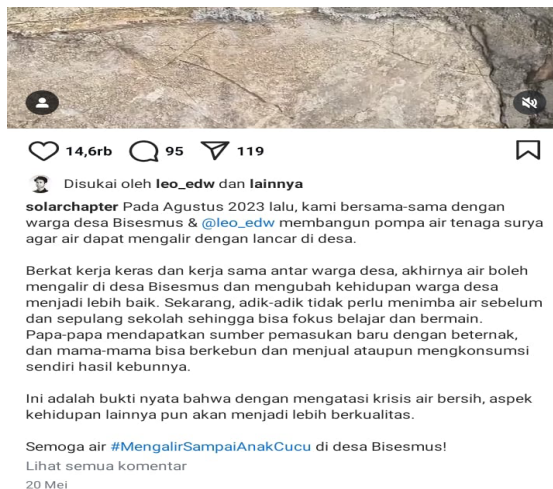 14,6rb 95 119
Disukai oleh leo_edw dan lainnya
solarchapter Pada Agustus 2023 lalu, kami bersama-sama dengan
warga desa Bisesmus & @leo_edw membangun pompa air tenaga surya
agar air dapat mengalir dengan lancar di desa.
Berkat kerja keras dan kerja sama antar warga desa, akhirnya air boleh
mengalir di desa Bisesmus dan mengubah kehidupan warga desa
menjadi lebih baik. Sekarang, adik-adik tidak perlu menimba air sebelum
dan sepulang sekolah sehingga bisa fokus belajar dan bermain.
Papa-papa mendapatkan sumber pemasukan baru dengan beternak,
dan mama-mama bisa berkebun dan menjual ataupun mengkonsumsi
sendiri hasil kebunnya.
Ini adalah bukti nyata bahwa dengan mengatasi krisis air bersih, aspek
kehidupan lainnya pun akan menjadi lebih berkualitas.
Semoga air #MengalirSampaiAnakCucu di desa Bisesmus!
Lihat semua komentar
20 Mei